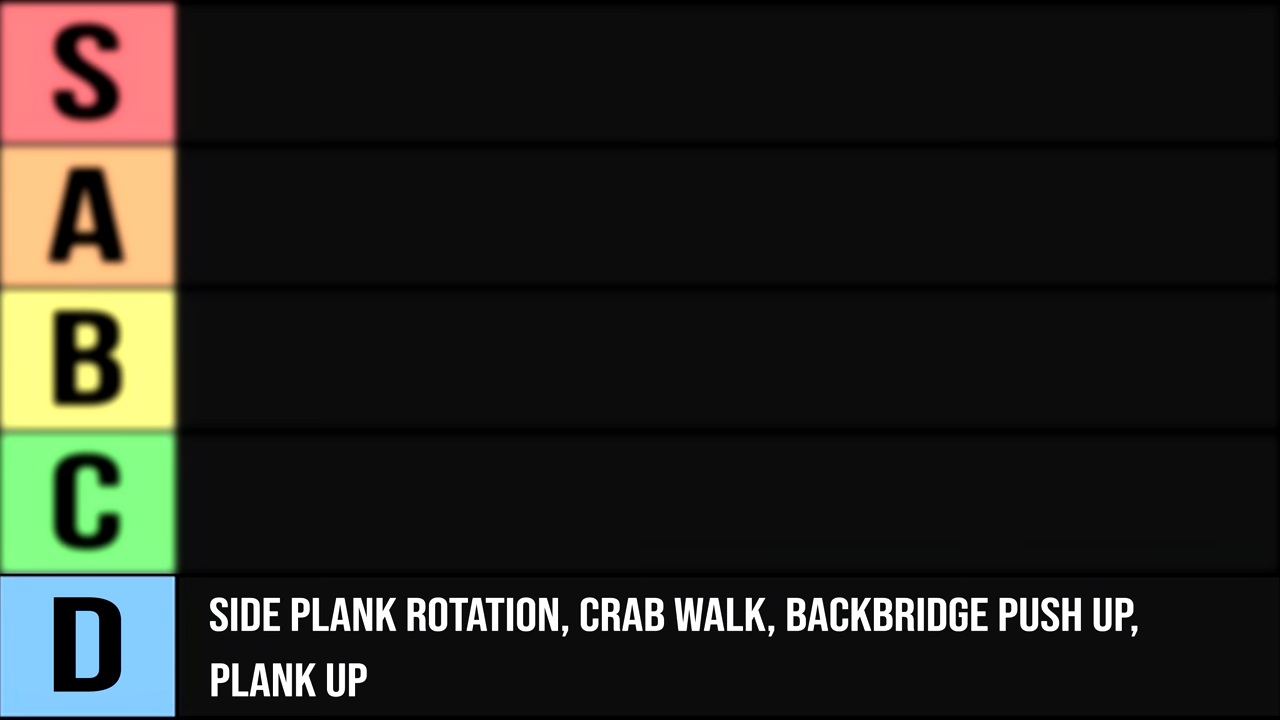 S
A
B
C
D
SIDE PLANK ROTATION, CRAB WALK, BACKBRIDGE PUSH UP,
PLANK UP